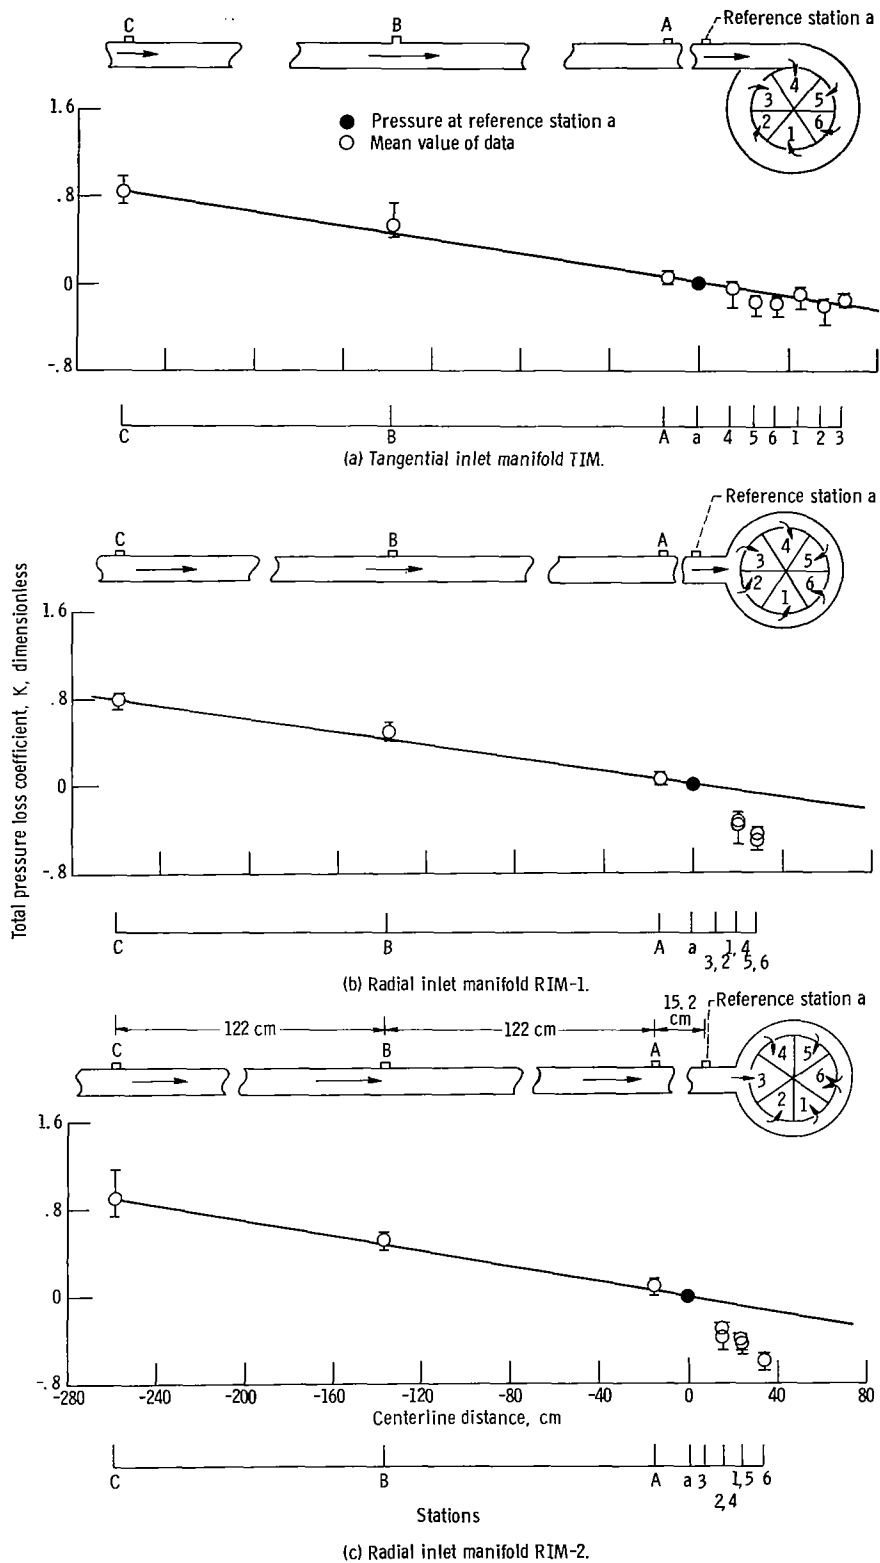 Reference station a
C
B
A
4
3
5
2
6
1
1.6
Pressure at reference station a
Mean value of data
.8
0
-.8
C
B
A
a
4
5
6
1
2
3
(a) Tangential inlet manifold TIM.
Reference station a
C
B
A
4
3
5
2
6
1
1.6
.8
0
-.8
C
B
A
a
1, 4
3, 2
5, 6
(b) Radial inlet manifold RIM-1.
Total pressure loss coefficient, K, dimensionless
122 cm
122 cm
15.2 cm
Reference station a
C
B
A
4
5
3
6
2
1
1.6
.8
0
-.8
-280
-240
-200
-160
-120
-80
-40
0
40
80
Centerline distance, cm
C
B
A
a
3
1,5
6
2,4
Stations
(c) Radial inlet manifold RIM-2.